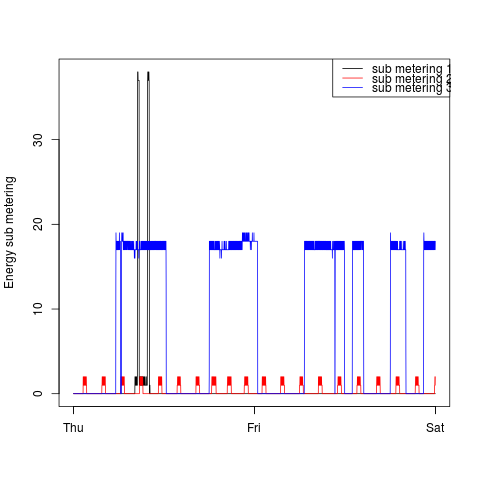 sub metering 1
sub metering 2
sub metering 3
Energy sub metering
30
20
10
0
Thu Fri Sat